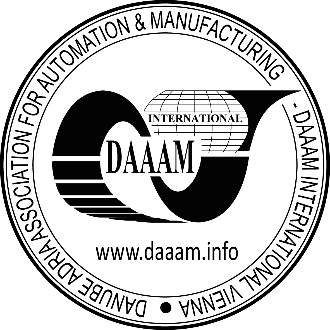 DANUBE ADRIA ASSOCIATION FOR AUTOMATION & MANUFACTURING
- DAAAM INTERNATIONAL VIENNA
INTERNATIONAL
DAAAM
www.daaam.info